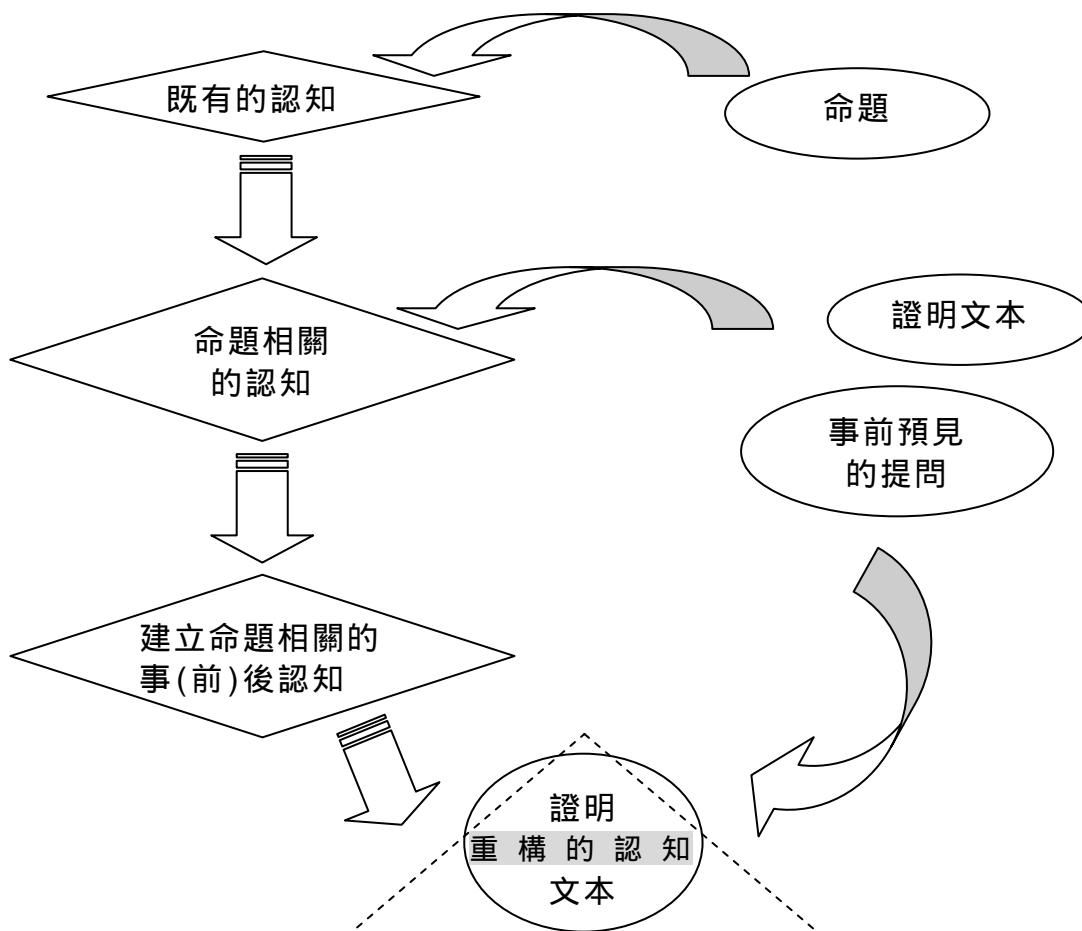 既有的認知
命題
命題相關
的認知
證明文本
事前預見
的提問
建立命題相關的
事(前)後認知
證明
重構的認知
文本